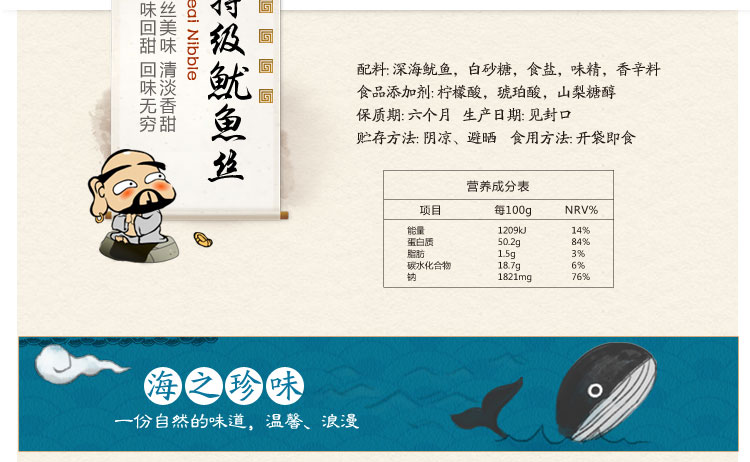 特级鱿鱼丝
eai Nibble
丝美味 清淡香甜
味回甜 回味无穷
配料: 深海鱿鱼，白砂糖，食盐，味精，香辛料
食品添加剂: 柠檬酸，琥珀酸，山梨糖醇
保质期: 六个月 生产日期: 见封口
贮存方法: 阴凉、避晒 食用方法: 开袋即食
营养成分表
项目 每100g NRV%
能量 1209kJ 14%
蛋白质 50.2g 84%
脂肪 1.5g 3%
碳水化合物 18.7g 6%
钠 1821mg 76%
海之珍味
一份自然的味道，温馨、浪漫